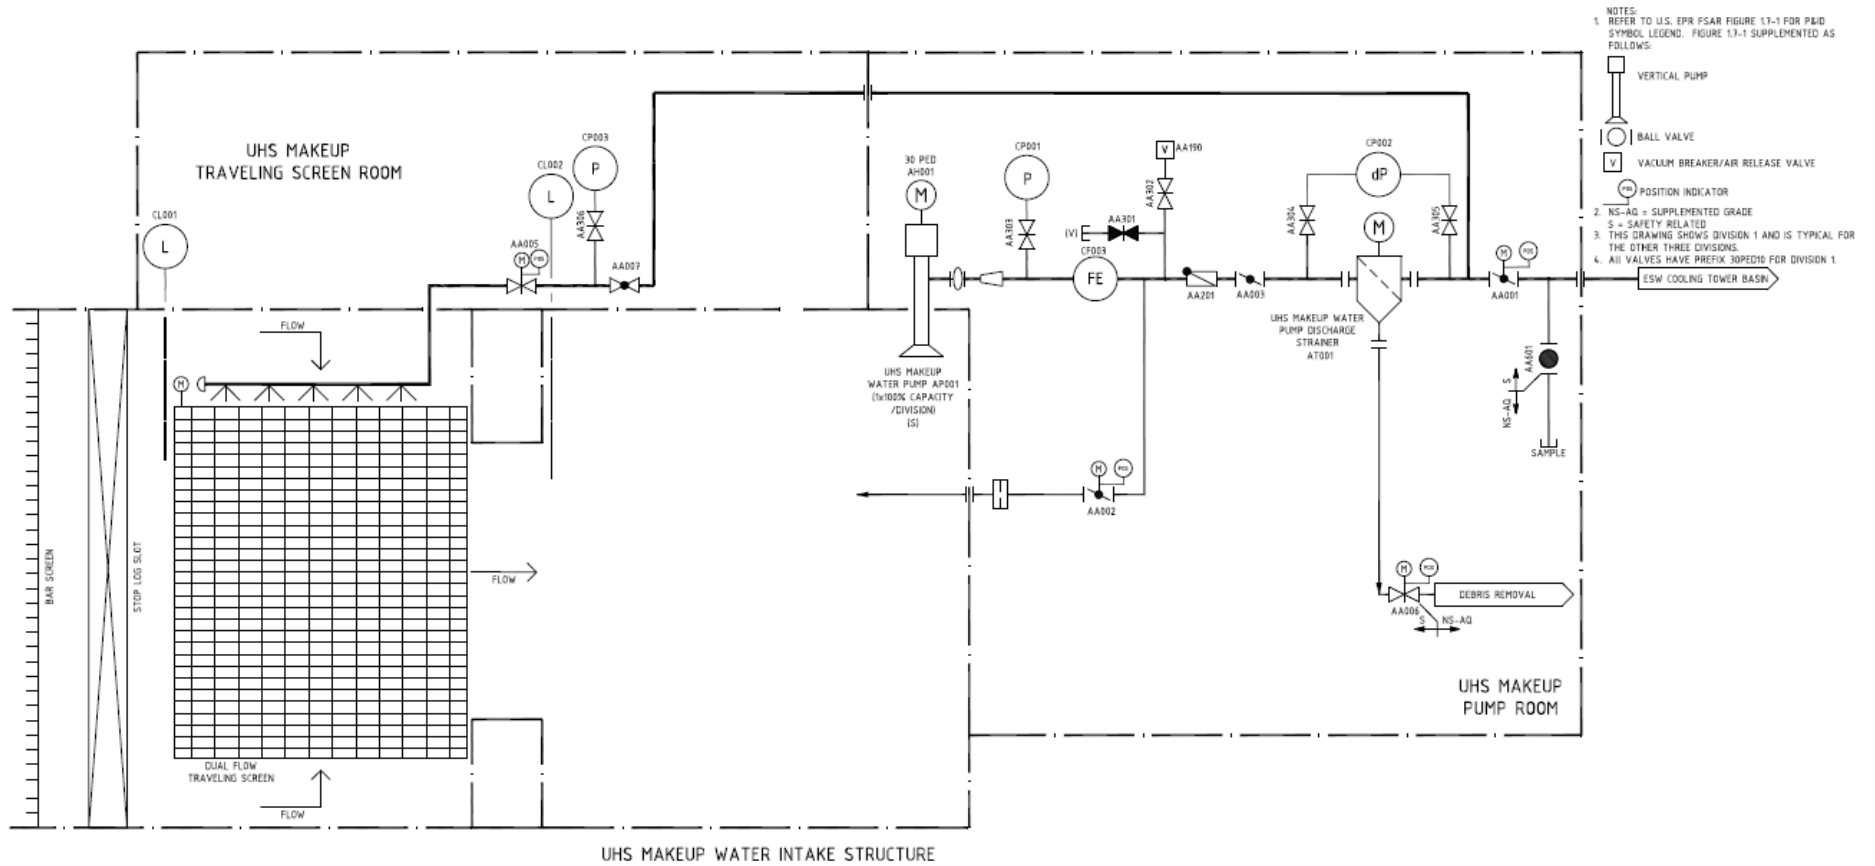 NOTES:
1. REFER TO U.S. EPR FSAR FIGURE 1.7-1 FOR P&ID
SYMBOL LEGEND. FIGURE 1.7-1 SUPPLEMENTED AS
FOLLOWS:
VERTICAL PUMP
BALL VALVE
V
VACUUM BREAKER/AIR RELEASE VALVE
POS
POSITION INDICATOR
2. NS-AQ = SUPPLEMENTED GRADE
S = SAFETY RELATED
3. THIS DRAWING SHOWS DIVISION 1 AND IS TYPICAL FOR
THE OTHER THREE DIVISIONS.
4. All VALVES HAVE PREFIX 30PED10 FOR DIVISION 1.
UHS MAKEUP
TRAVELING SCREEN ROOM
CL001
L
CL002
L
CP003
P
AA306
AA005
M
POS
AA007
30 PED
AH001
M
CP001
P
AA303
(V)
AA301
CF003
FE
V
AA190
AA302
AA201
AA003
CP002
dP
AA304
AA305
M
M
POS
AA001
ESW COOLING TOWER BASIN
UHS MAKEUP WATER
PUMP DISCHARGE
STRAINER
AT001
AA601
S
NS-AQ
SAMPLE
UHS MAKEUP
WATER PUMP AP001
(1x100% CAPACITY
/DIVISION)
(S)
M
POS
AA002
M
POS
AA006
DEBRIS REMOVAL
S
NS-AQ
UHS MAKEUP
PUMP ROOM
FLOW
M
BAR SCREEN
STOP LOG SLOT
FLOW
DUAL FLOW
TRAVELING SCREEN
FLOW
UHS MAKEUP WATER INTAKE STRUCTURE